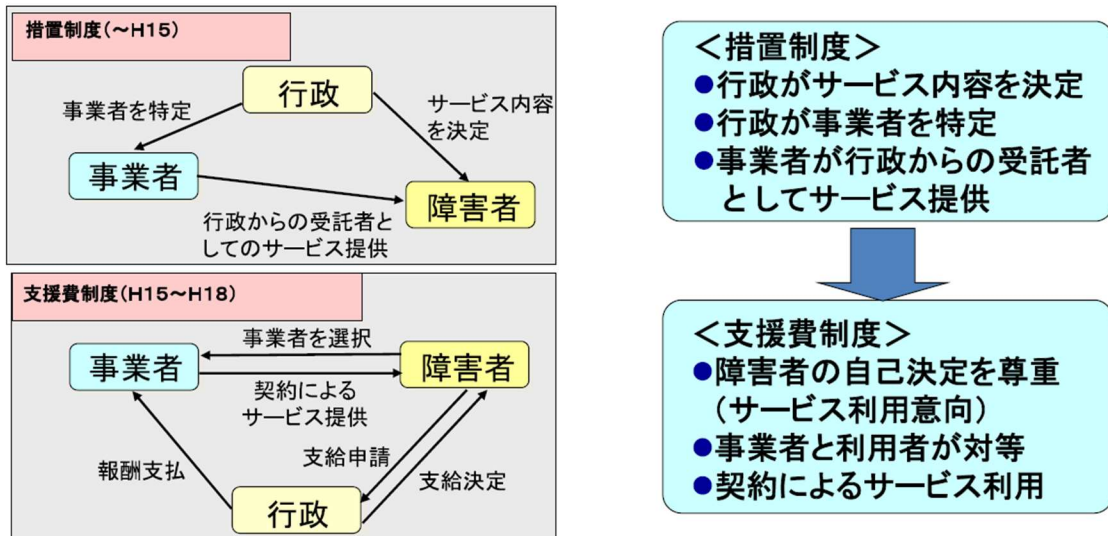 措置制度(～H15)
行政
事業者を特定
サービス内容
を決定
事業者
障害者
行政からの受託者と
してのサービス提供
支援費制度(H15～H18)
事業者を選択
事業者
障害者
契約による
サービス提供
支給申請
報酬支払
支給決定
行政
＜措置制度＞
●行政がサービス内容を決定
●行政が事業者を特定
●事業者が行政からの受託者
としてサービス提供
＜支援費制度＞
●障害者の自己決定を尊重
（サービス利用意向）
●事業者と利用者が対等
●契約によるサービス利用